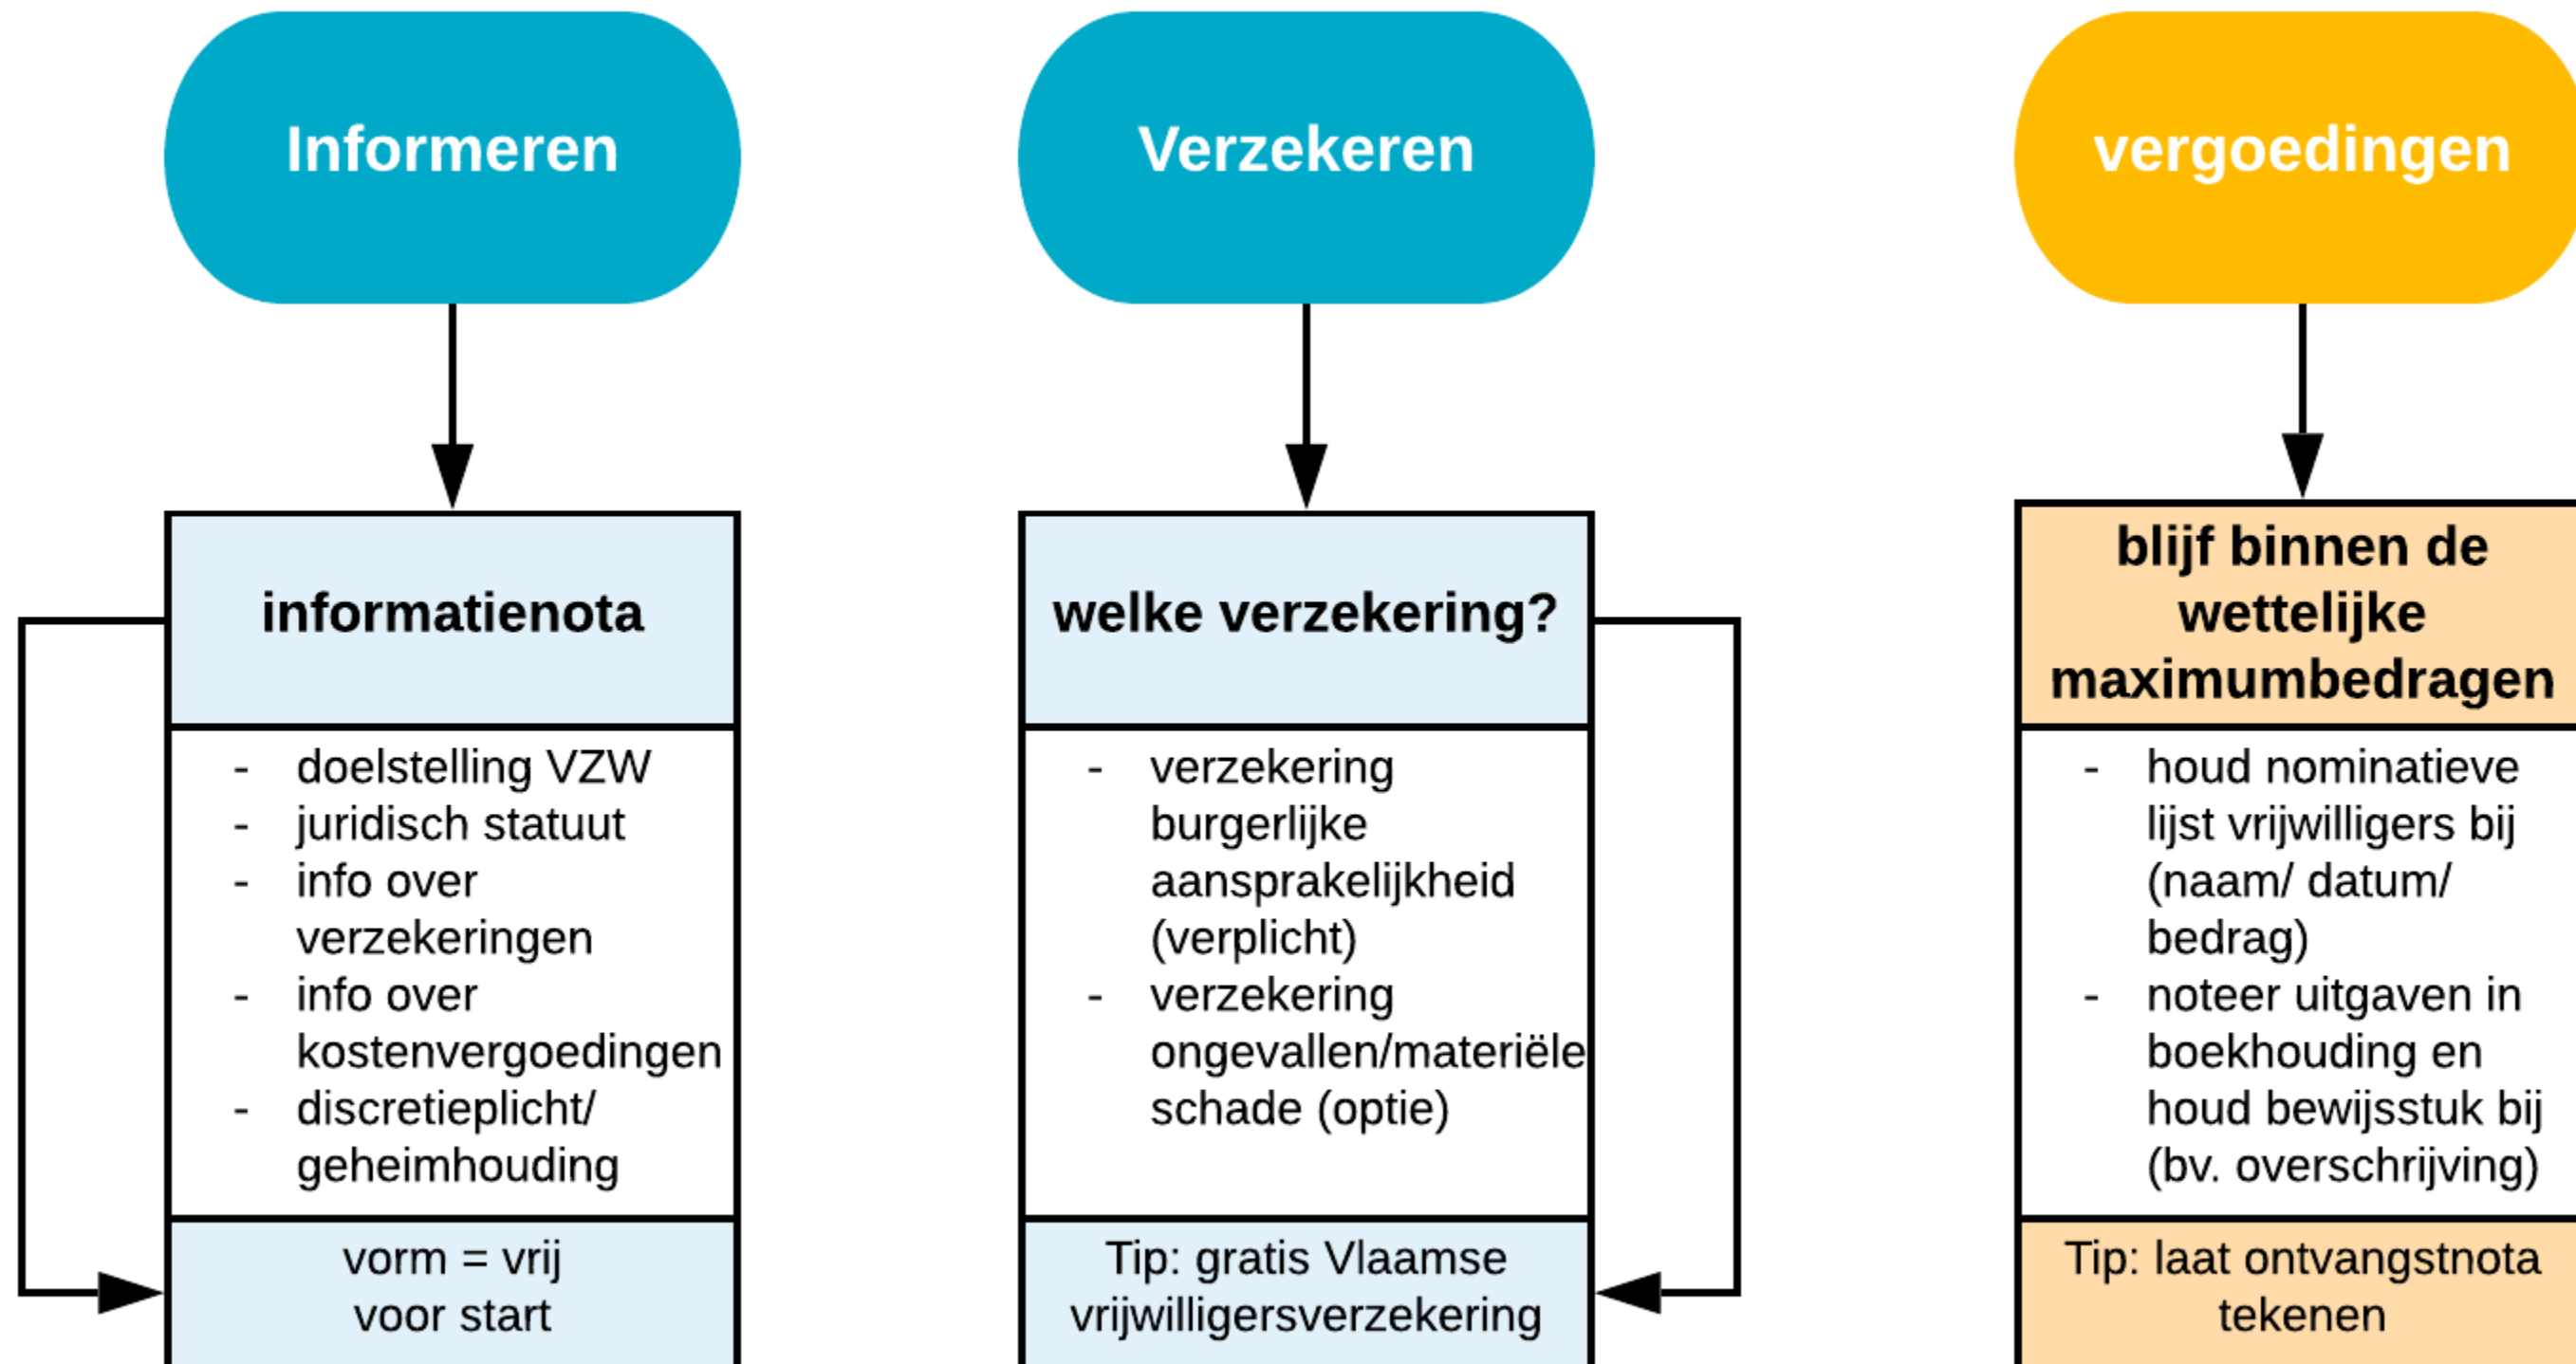 Informeren
informatienota
- doelstelling VZW
- juridisch statuut
- info over
verzekeringen
- info over
kostenvergoedingen
- discretieplicht/
geheimhouding
vorm = vrij
voor start
Verzekeren
welke verzekering?
- verzekering
burgerlijke
aansprakelijkheid
(verplicht)
- verzekering
ongevallen/materiële
schade (optie)
Tip: gratis Vlaamse
vrijwilligersverzekering
vergoedingen
blijf binnen de
wettelijke
maximumbedragen
- houd nominatieve
lijst vrijwilligers bij
(naam/ datum/
bedrag)
- noteer uitgaven in
boekhouding en
houd bewijsstuk bij
(bv. overschrijving)
Tip: laat ontvangstnota
tekenen